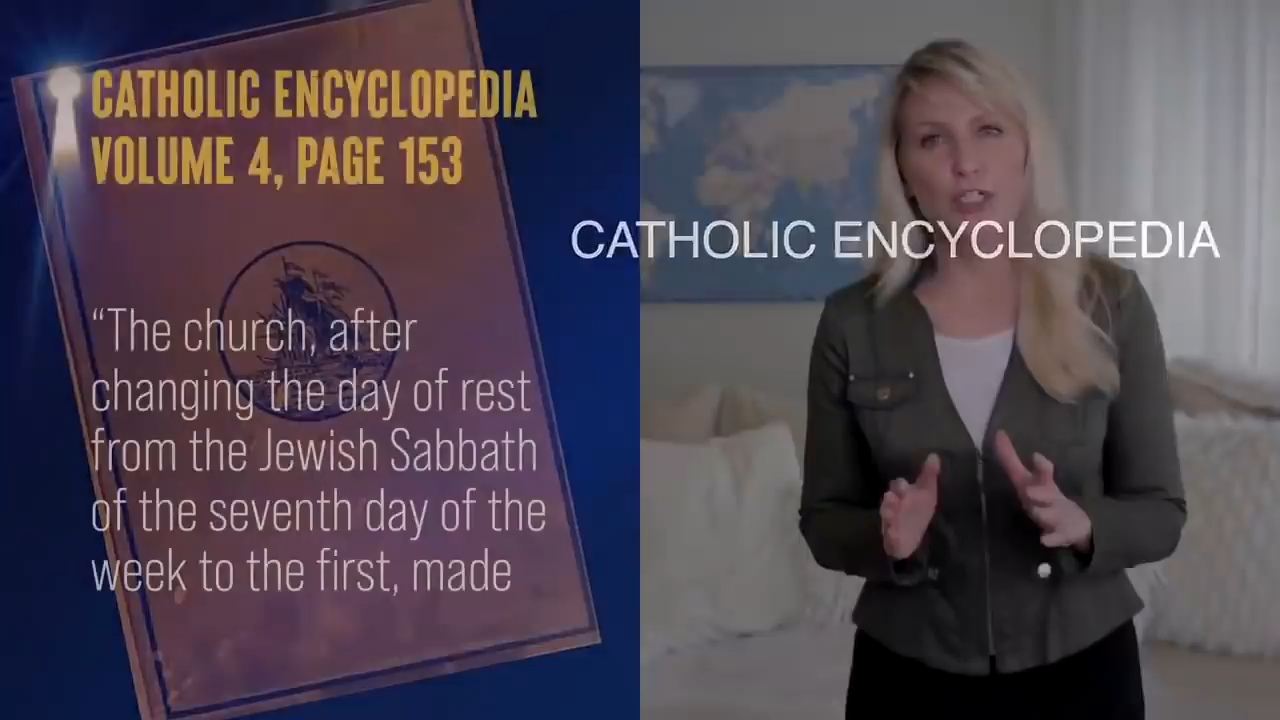 CATHOLIC ENCYCLOPEDIA
VOLUME 4, PAGE 153
“The church, after
changing the day of rest
from the Jewish Sabbath
of the seventh day of the
week to the first, made
CATHOLIC ENCYCLOPEDIA